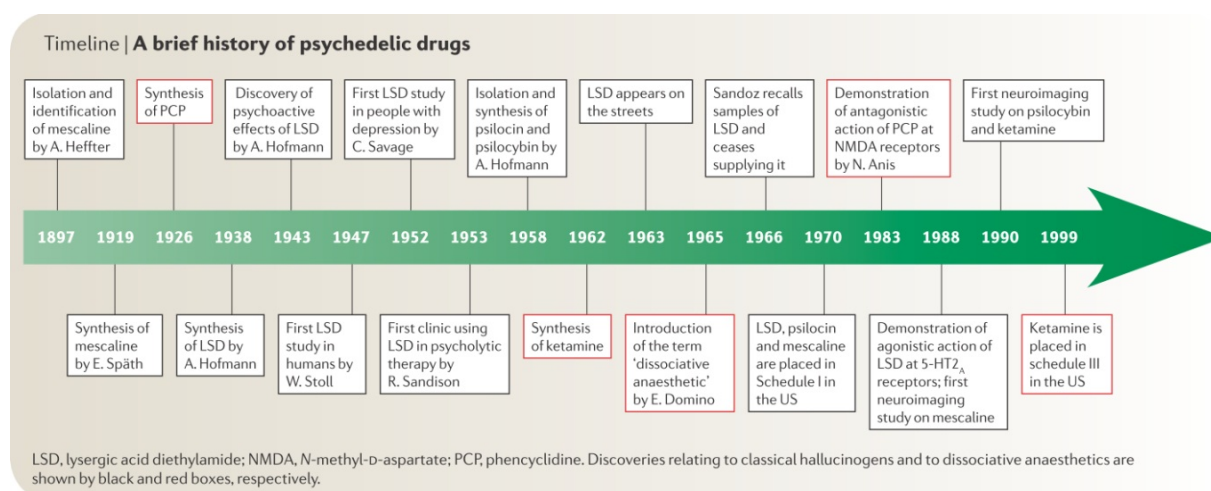 Timeline | A brief history of psychedelic drugs
Isolation and
identification
of mescaline
by A. Heffter
Synthesis
of PCP
Discovery of
psychoactive
effects of LSD
by A. Hofmann
First LSD study
in people with
depression by
C. Savage
Isolation and
synthesis of
psilocin and
psilocybin by
A. Hofmann
LSD appears on
the streets
Sandoz recalls
samples of
LSD and
ceases
supplying it
Demonstration
of antagonistic
action of PCP at
NMDA receptors
by N. Anis
First neuroimaging
study on psilocybin
and ketamine
1897 1919 1926 1938 1943 1947 1952 1953 1958 1962 1963 1965 1966 1970 1983 1988 1990 1999
Synthesis of
mescaline
by E. Späth
Synthesis
of LSD by
A. Hofmann
First LSD
study in
humans by
W. Stoll
First clinic using
LSD in psycholytic
therapy by
R. Sandison
Synthesis
of ketamine
Introduction
of the term
‘dissociative
anaesthetic’
by E. Domino
LSD, psilocin
and mescaline
are placed in
Schedule I in
the US
Demonstration of
agonistic action of
LSD at 5-HT2A
receptors; first
neuroimaging
study on mescaline
Ketamine is
placed in
schedule III
in the US
LSD, lysergic acid diethylamide; NMDA, N-methyl-D-aspartate; PCP, phencyclidine. Discoveries relating to classical hallucinogens and to dissociative anaesthetics are
shown by black and red boxes, respectively.